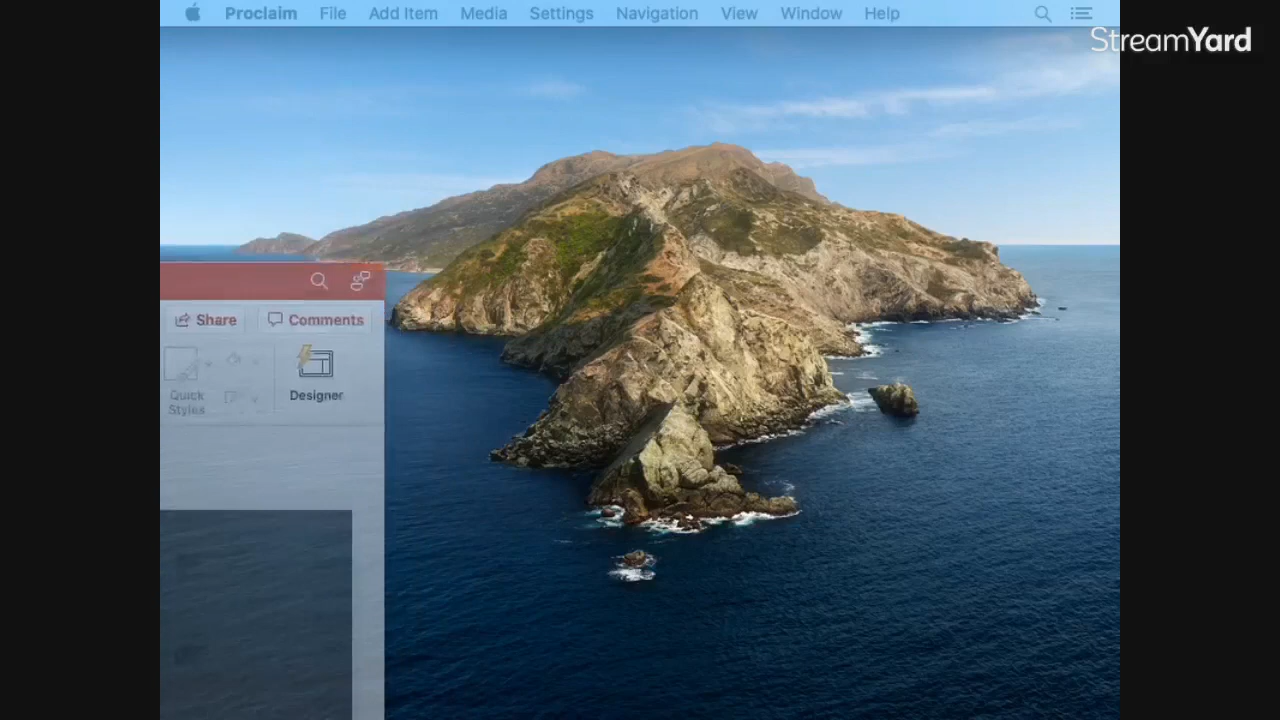 Proclaim File Add Item Media Settings Navigation View Window Help
StreamYard
Share Comments
Quick Styles
Designer